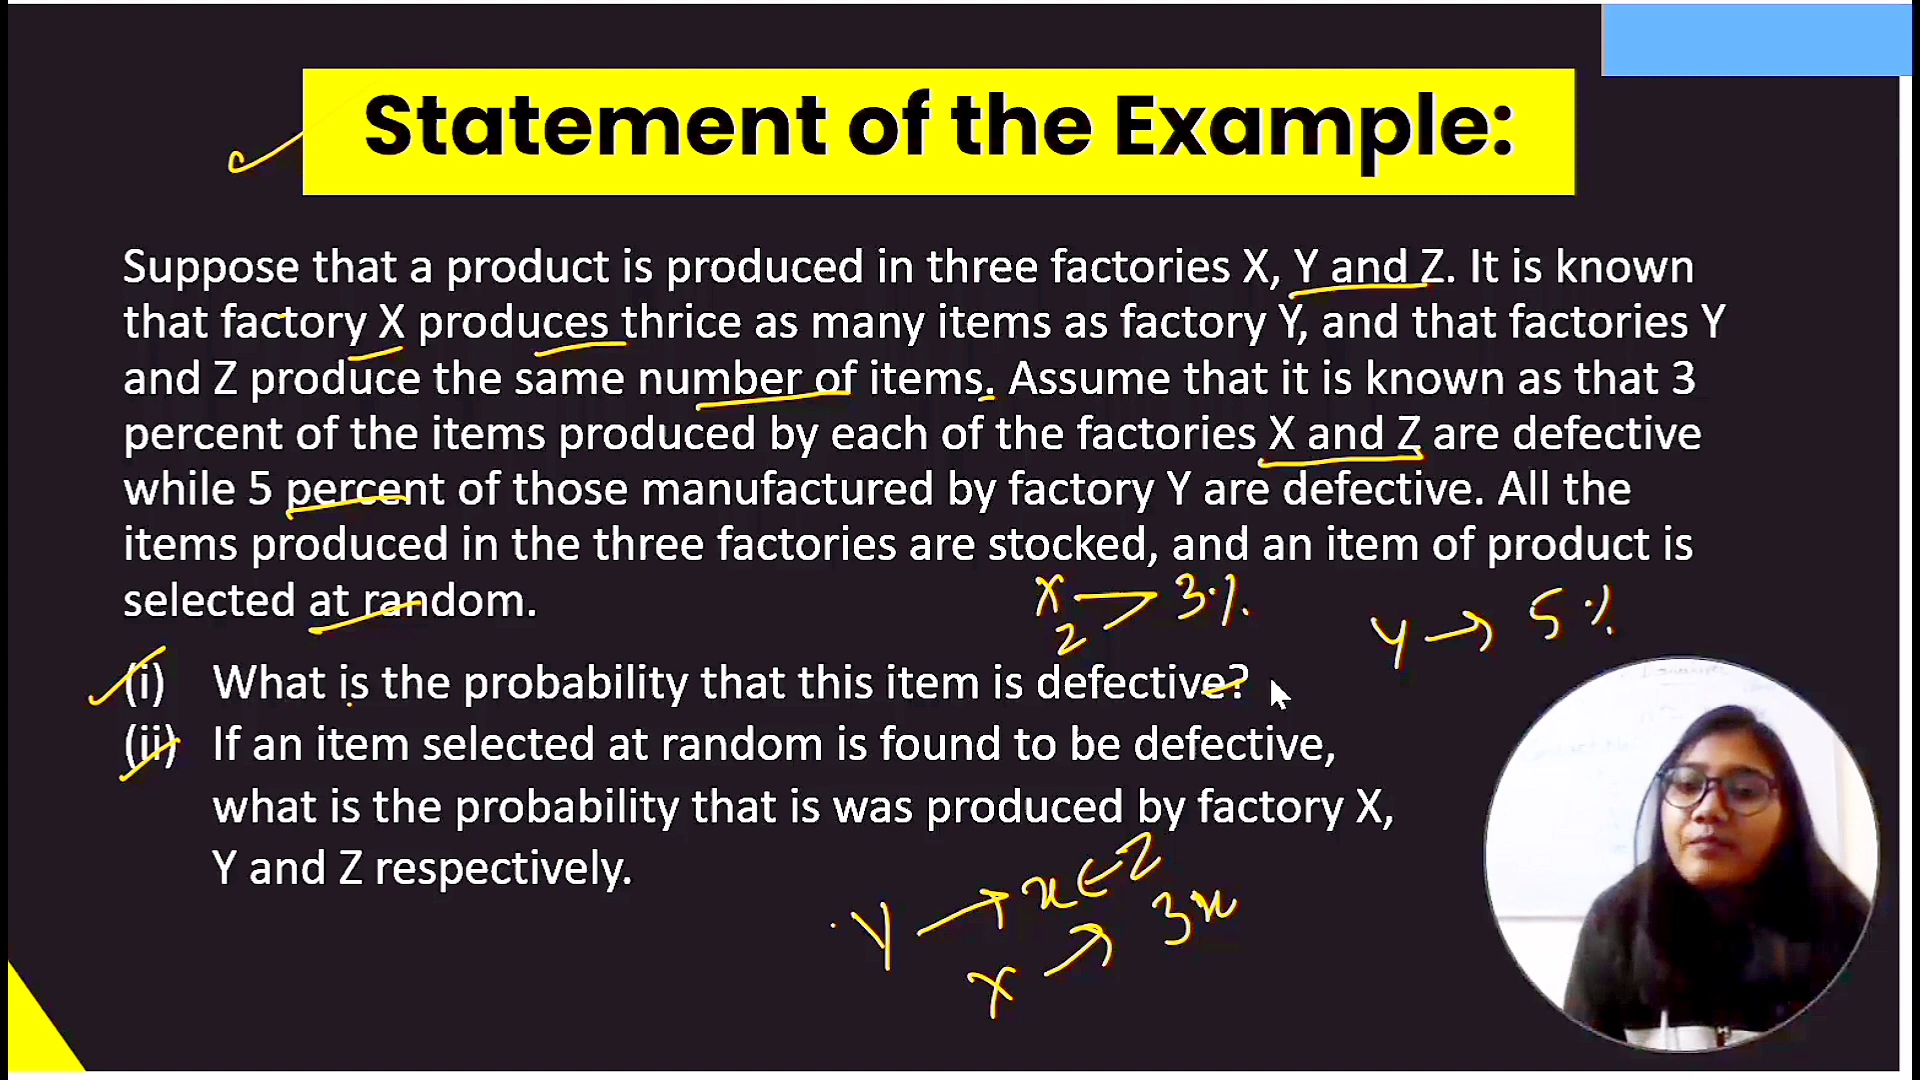 Statement of the Example:
Suppose that a product is produced in three factories X, Y and Z. It is known
that factory X produces thrice as many items as factory Y, and that factories Y
and Z produce the same number of items. Assume that it is known as that 3
percent of the items produced by each of the factories X and Z are defective
while 5 percent of those manufactured by factory Y are defective. All the
items produced in the three factories are stocked, and an item of product is
selected at random.
X → 3%
Z
Y → 5%
(i) What is the probability that this item is defective?
(ii) If an item selected at random is found to be defective,
what is the probability that is was produced by factory X,
Y and Z respectively.
Y → x ← Z
X → 3x